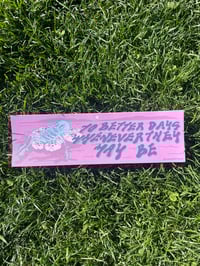 TO BETTER DAYS
WHENEVER THEY
MAY BE